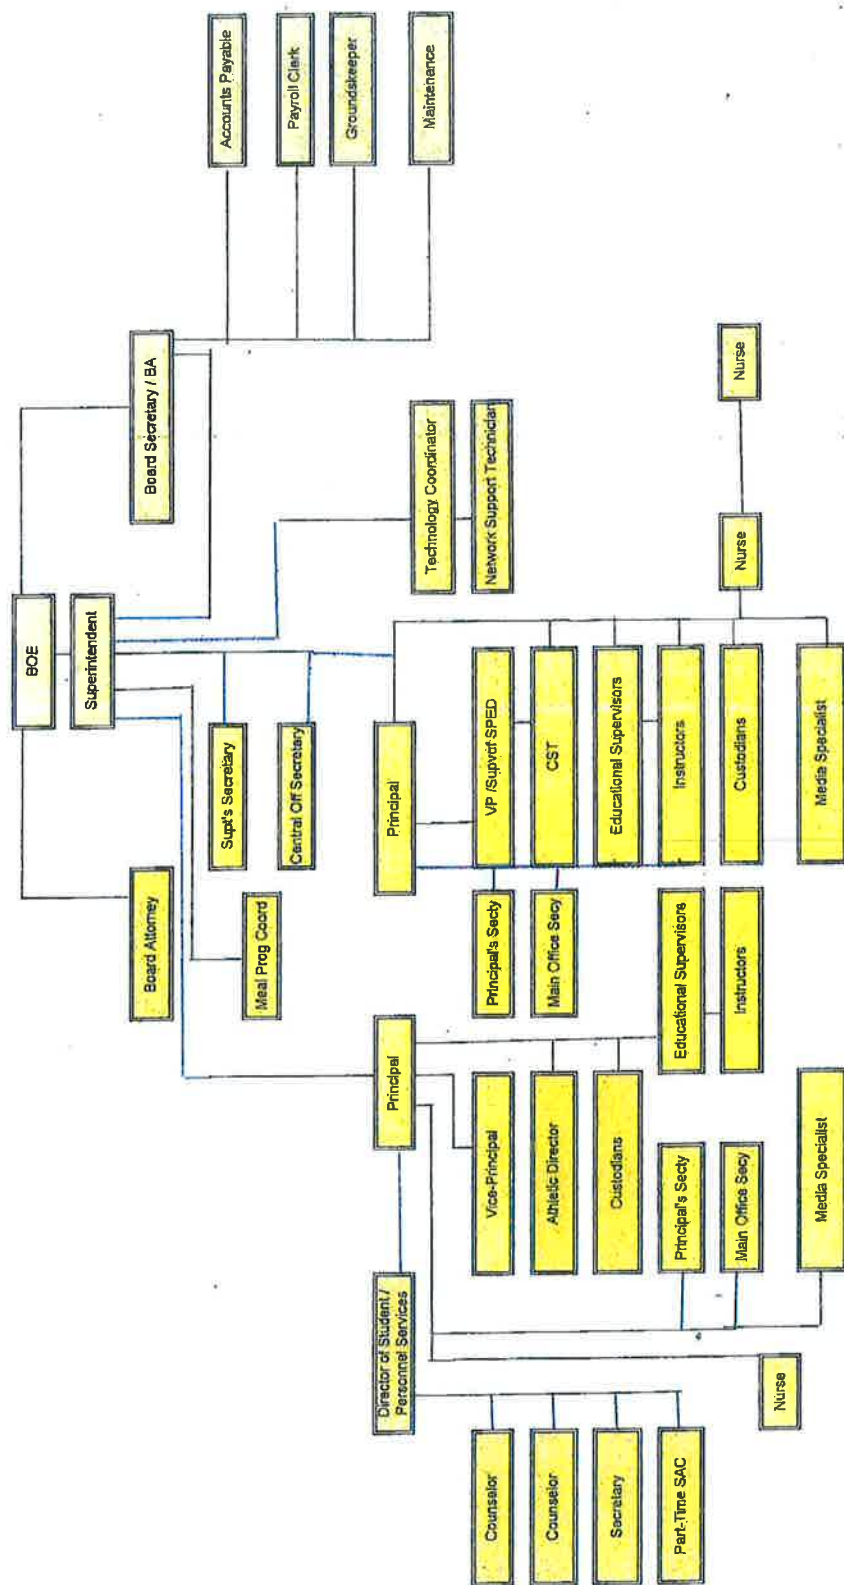 BOE
Superintendent
Board Attorney
Board Secretary / BA
Supt's Secretary
Meal Prog Coord
Central Off Secretary
Accounts Payable
Payroll Clerk
Groundskeeper
Maintenance
Technology Coordinator
Network Support Technician
Director of Student /
Personnel Services
Principal
Principal
Counselor
Counselor
Secretary
Part-Time SAC
Vice-Principal
Athletic Director
Custodians
Principal's Secty
Main Office Secy
Media Specialist
Nurse
Educational Supervisors
Instructors
Principal's Secty
Main Office Secy
VP /Supvof SPED
CST
Educational Supervisors
Instructors
Custodians
Media Specialist
Nurse
Nurse